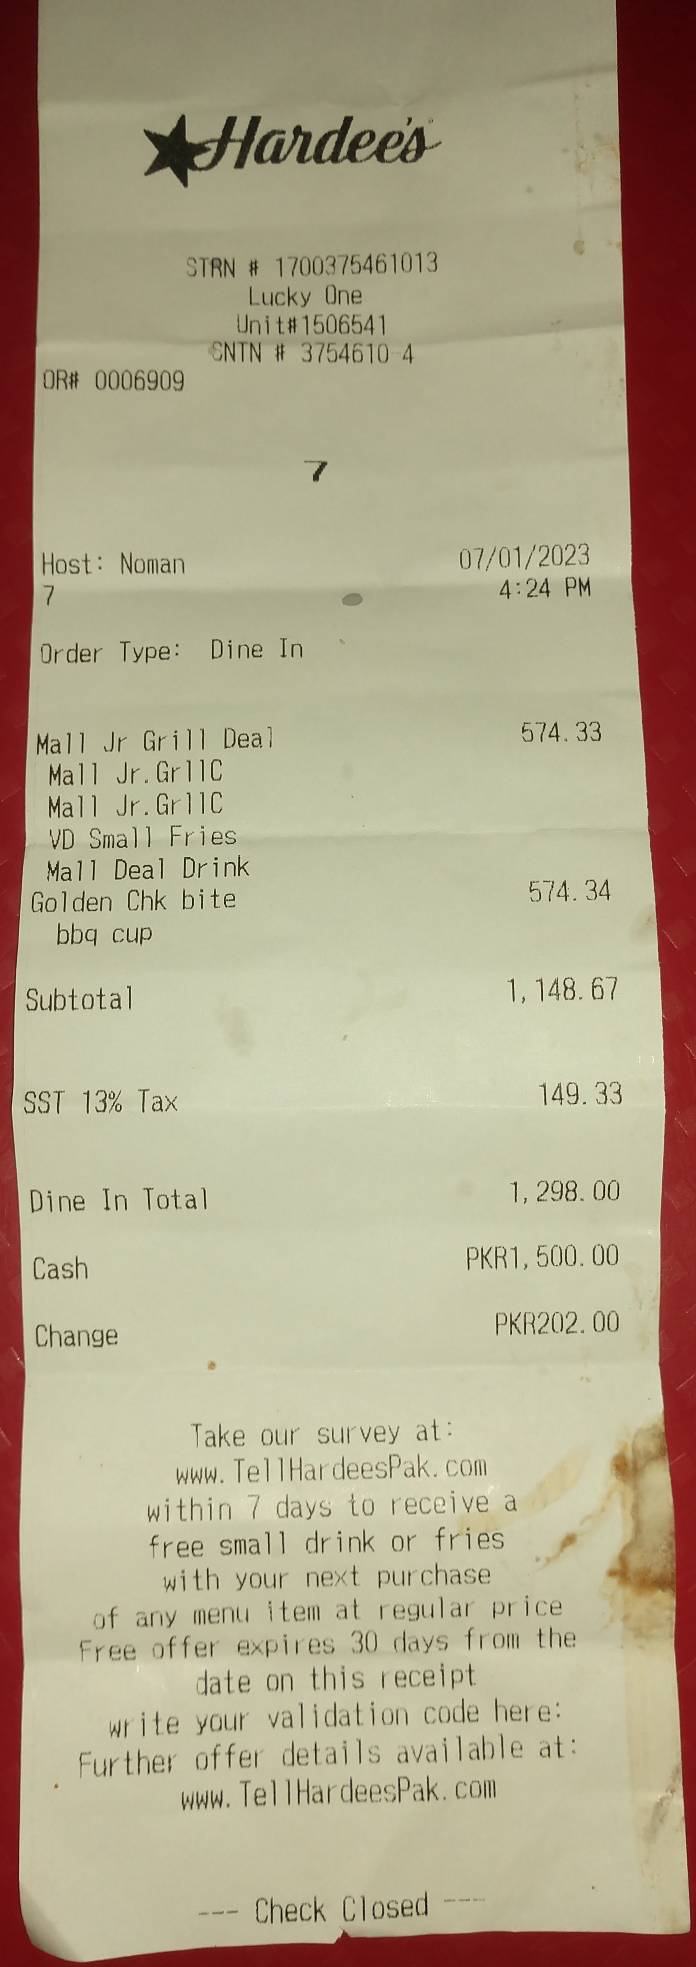 Hardee's
STRN # 1700375461013
Lucky One
Unit#1506541
SNTN # 3754610 4
OR# 0006909
7
Host: Noman 07/01/2023
7 4:24 PM
Order Type: Dine In
Mall Jr Grill Deal 574.33
Mall Jr.GrllC
Mall Jr.GrllC
VD Small Fries
Mall Deal Drink
Golden Chk bite 574.34
bbq cup
Subtotal 1,148.67
SST 13% Tax 149.33
Dine In Total 1,298.00
Cash PKR1,500.00
Change PKR202.00
Take our survey at:
www.TellHardeesPak.com
within 7 days to receive a
free small drink or fries
with your next purchase
of any menu item at regular price
Free offer expires 30 days from the
date on this receipt
write your validation code here:
Further offer details available at:
www.TellHardeesPak.com
--- Check Closed ---